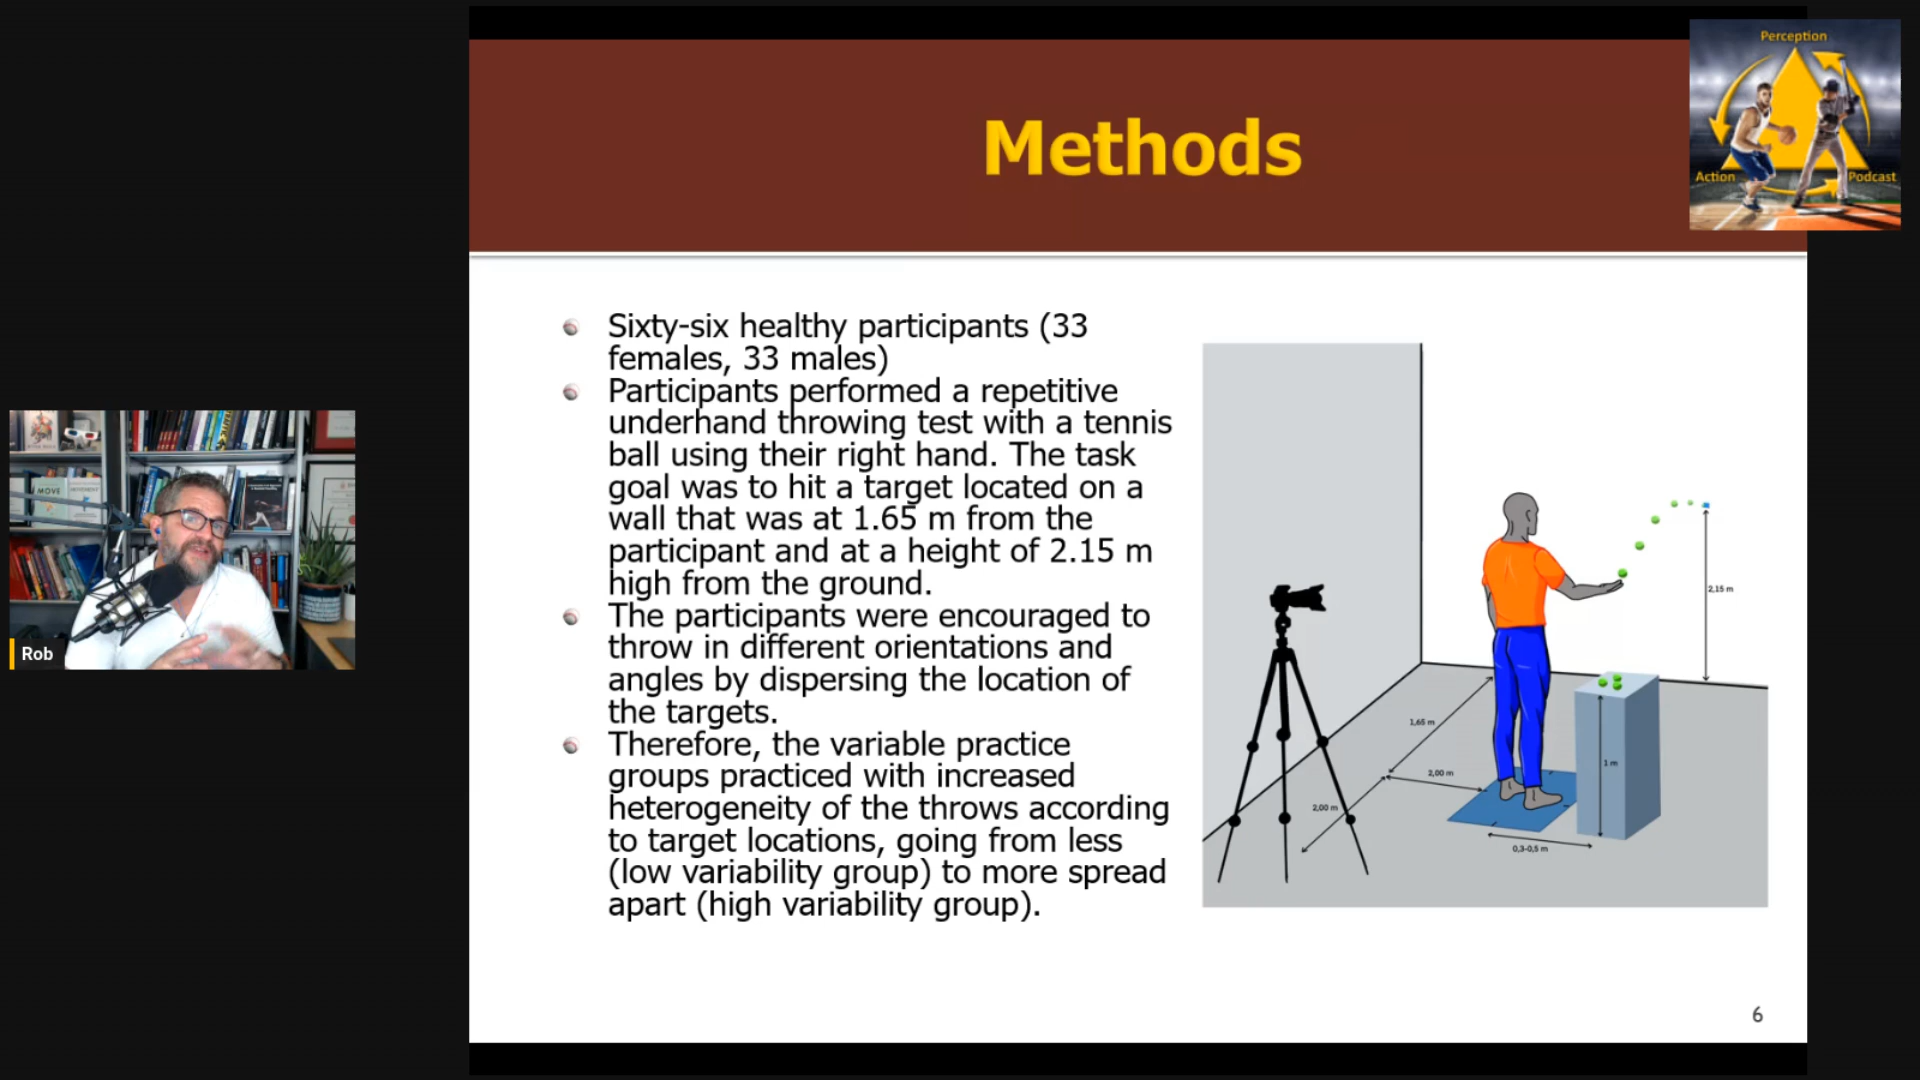 Methods
Perception
Action
Podcast
Sixty-six healthy participants (33
females, 33 males)
Participants performed a repetitive
underhand throwing test with a tennis
ball using their right hand. The task
goal was to hit a target located on a
wall that was at 1.65 m from the
participant and at a height of 2.15 m
high from the ground.
The participants were encouraged to
throw in different orientations and
angles by dispersing the location of
the targets.
Therefore, the variable practice
groups practiced with increased
heterogeneity of the throws according
to target locations, going from less
(low variability group) to more spread
apart (high variability group).
2,15 m
1,65 m
2,00 m
2,00 m
1 m
0,3-0,5 m
MOVE
Rob
6